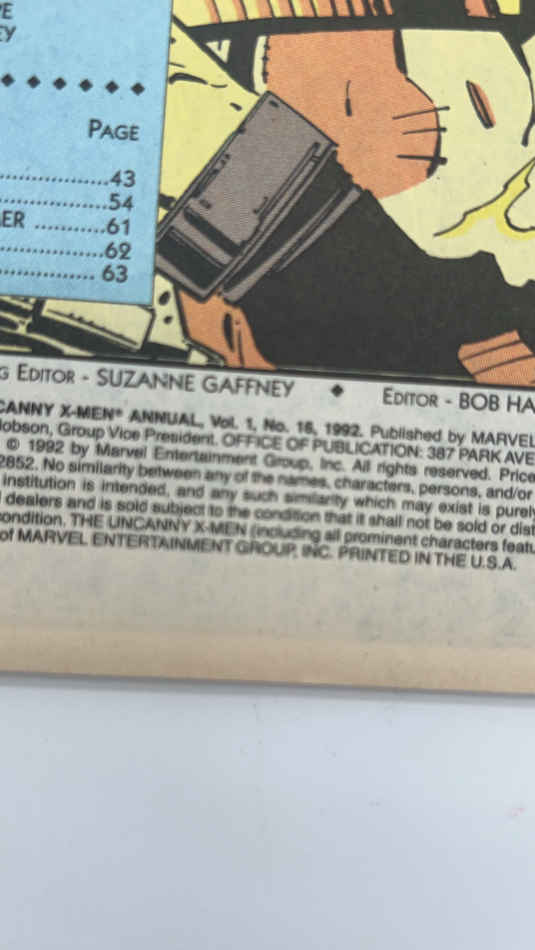 PE
EY
PAGE
43
54
ER 61
62
63
G EDITOR - SUZANNE GAFFNEY ◆ EDITOR - BOB HA
CANNY X-MEN® ANNUAL, Vol. 1, No. 16, 1992. Published by MARVEL
Hobson, Group Vice President. OFFICE OF PUBLICATION: 387 PARK AVE
© 1992 by Marvel Entertainment Group, Inc. All rights reserved. Price
2852. No similarity between any of the names, characters, persons, and/or
institution is intended, and any such similarity which may exist is purely
l dealers and is sold subject to the condition that it shall not be sold or dist
condition. THE UNCANNY X-MEN (including all prominent characters featu
of MARVEL ENTERTAINMENT GROUP, INC. PRINTED IN THE U.S.A.